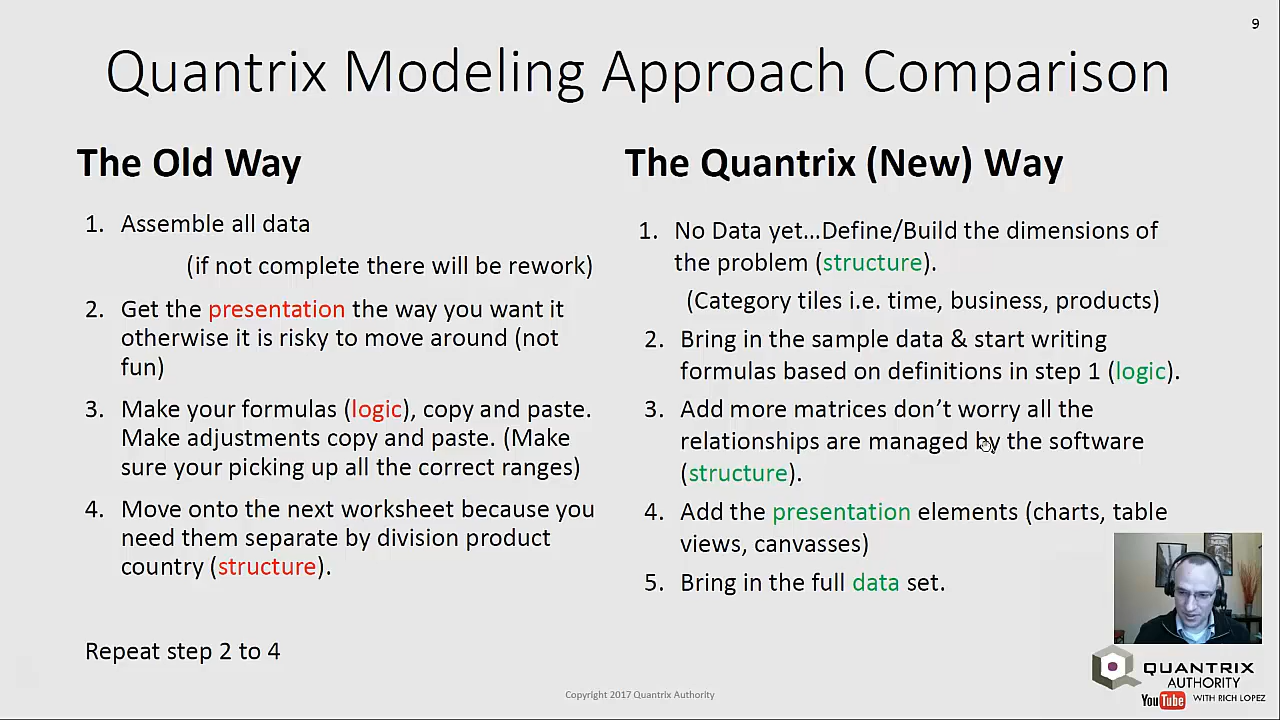 9
Quantrix Modeling Approach Comparison
The Old Way
1. Assemble all data
(if not complete there will be rework)
2. Get the presentation the way you want it
otherwise it is risky to move around (not
fun)
3. Make your formulas (logic), copy and paste.
Make adjustments copy and paste. (Make
sure your picking up all the correct ranges)
4. Move onto the next worksheet because you
need them separate by division product
country (structure).
Repeat step 2 to 4
The Quantrix (New) Way
1. No Data yet…Define/Build the dimensions of
the problem (structure).
(Category tiles i.e. time, business, products)
2. Bring in the sample data & start writing
formulas based on definitions in step 1 (logic).
3. Add more matrices don’t worry all the
relationships are managed by the software
(structure).
4. Add the presentation elements (charts, table
views, canvasses)
5. Bring in the full data set.
Copyright 2017 Quantrix Authority
QUANTRIX
AUTHORITY
YouTube WITH RICH LOPEZ